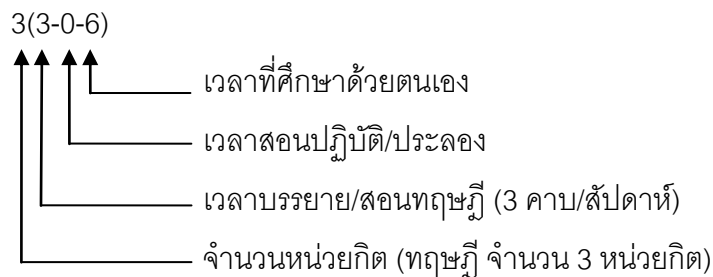 3(3-0-6)
เวลาที่ศึกษาด้วยตนเอง
เวลาสอนปฏิบัติ/ประลอง
เวลาบรรยาย/สอนทฤษฎี (3 คาบ/สัปดาห์)
จำนวนหน่วยกิต (ทฤษฎี จำนวน 3 หน่วยกิต)